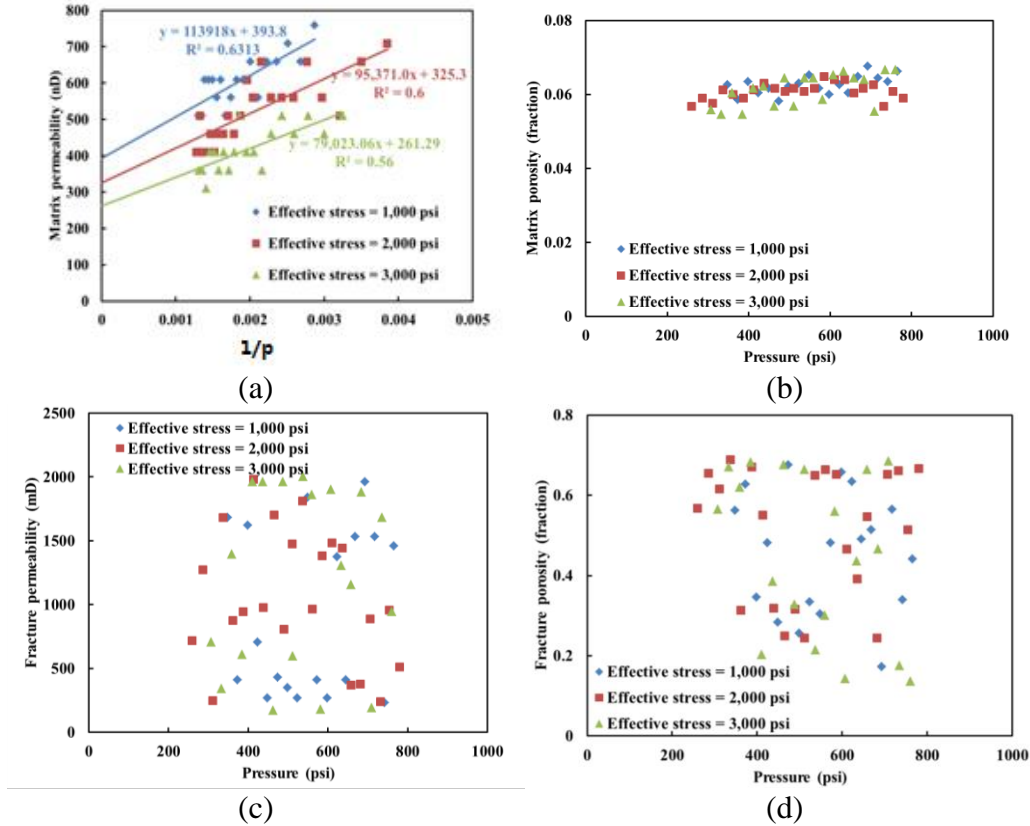 800
700
600
500
400
300
200
100
0
Matrix permeability (nD)
y = 113918x + 393.8
R² = 0.6313
y = 95,371.0x + 325.3
R² = 0.6
y = 79,023.06x + 261.29
R² = 0.56
Effective stress = 1,000 psi
Effective stress = 2,000 psi
Effective stress = 3,000 psi
0 0.001 0.002 0.003 0.004 0.005
1/p
(a)
0.08
0.06
0.04
0.02
0
Matrix porosity (fraction)
Effective stress = 1,000 psi
Effective stress = 2,000 psi
Effective stress = 3,000 psi
0 200 400 600 800 1000
Pressure (psi)
(b)
2500
2000
1500
1000
500
0
Fracture permeability (mD)
Effective stress = 1,000 psi
Effective stress = 2,000 psi
Effective stress = 3,000 psi
0 200 400 600 800 1000
Pressure (psi)
(c)
0.8
0.6
0.4
0.2
0
Fracture porosity (fraction)
Effective stress = 1,000 psi
Effective stress = 2,000 psi
Effective stress = 3,000 psi
0 200 400 600 800 1000
Pressure (psi)
(d)